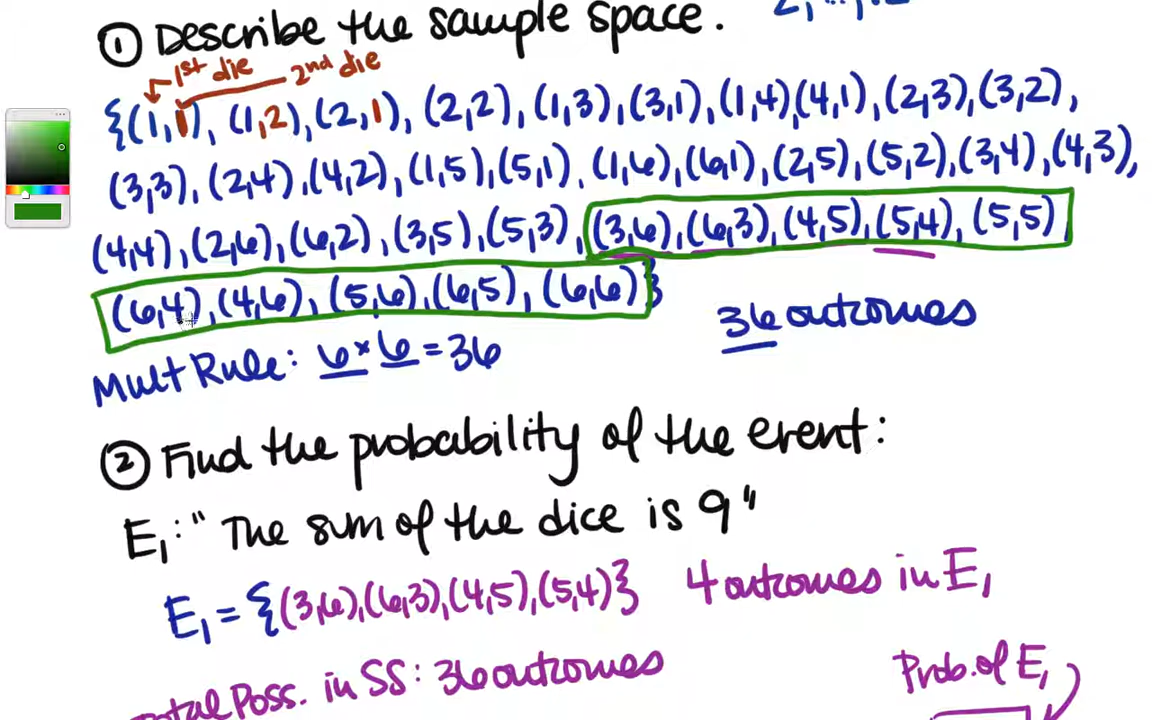 ① Describe the sample space.
1st die 2nd die
{(1,1), (1,2), (2,1), (2,2), (1,3), (3,1), (1,4)(4,1), (2,3), (3,2),
(3,3), (2,4), (4,2), (1,5), (5,1), (1,6), (6,1), (2,5), (5,2), (3,4), (4,3),
(4,4), (2,6), (6,2), (3,5), (5,3), (3,6), (6,3), (4,5), (5,4), (5,5),
(6,4), (4,6), (5,6), (6,5), (6,6)}
36 outcomes
Mult Rule: 6 × 6 = 36
② Find the probability of the event:
E₁: "The sum of the dice is 9"
E₁ = {(3,6), (6,3), (4,5), (5,4)} 4 outcomes in E₁
Poss. in SS: 36 outcomes
Prob. of E₁